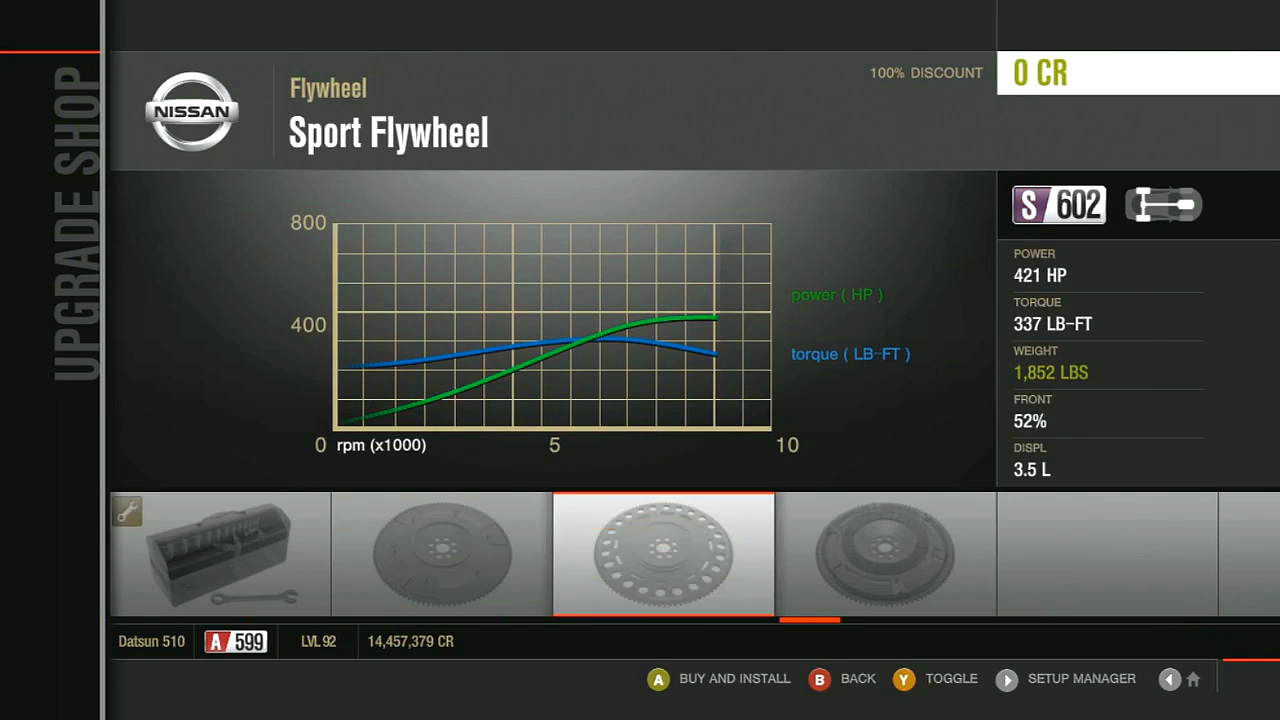 UPGRADE SHOP
NISSAN
Flywheel
Sport Flywheel
100% DISCOUNT
0 CR
S 602
POWER
421 HP
TORQUE
337 LB-FT
WEIGHT
1,852 LBS
FRONT
52%
DISPL
3.5 L
800
400
power ( HP )
torque ( LB-FT )
0 rpm (x1000) 5 10
Datsun 510 A 599 LVL 92 14,457,379 CR
A BUY AND INSTALL B BACK Y TOGGLE SETUP MANAGER